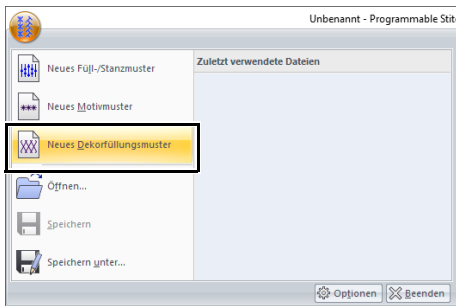 Unbenannt - Programmable Stit
Zuletzt verwendete Dateien
Neues Füll-/Stanzmuster
Neues Motivmuster
Neues Dekorfüllungsmuster
Öffnen...
Speichern
Speichern unter...
Optionen
Beenden